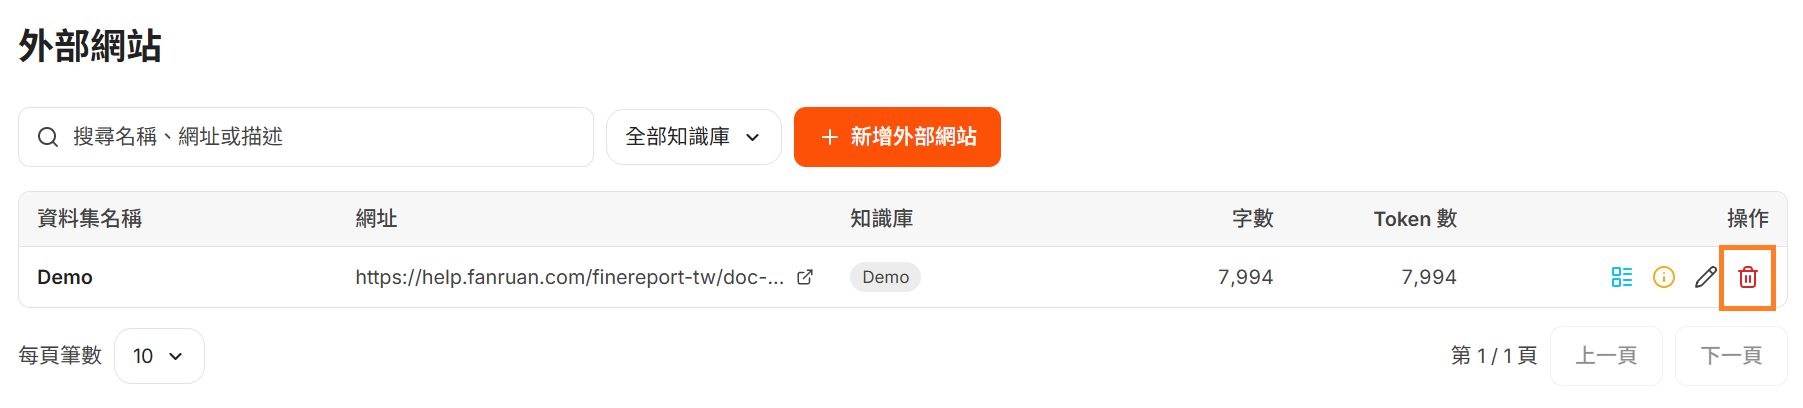 外部網站
搜尋名稱、網址或描述
全部知識庫
新增外部網站
資料集名稱 網址 知識庫 字數 Token 數 操作
Demo https://help.fanruan.com/finereport-tw/doc-... Demo 7,994 7,994
每頁筆數 10 第 1 / 1 頁 上一頁 下一頁